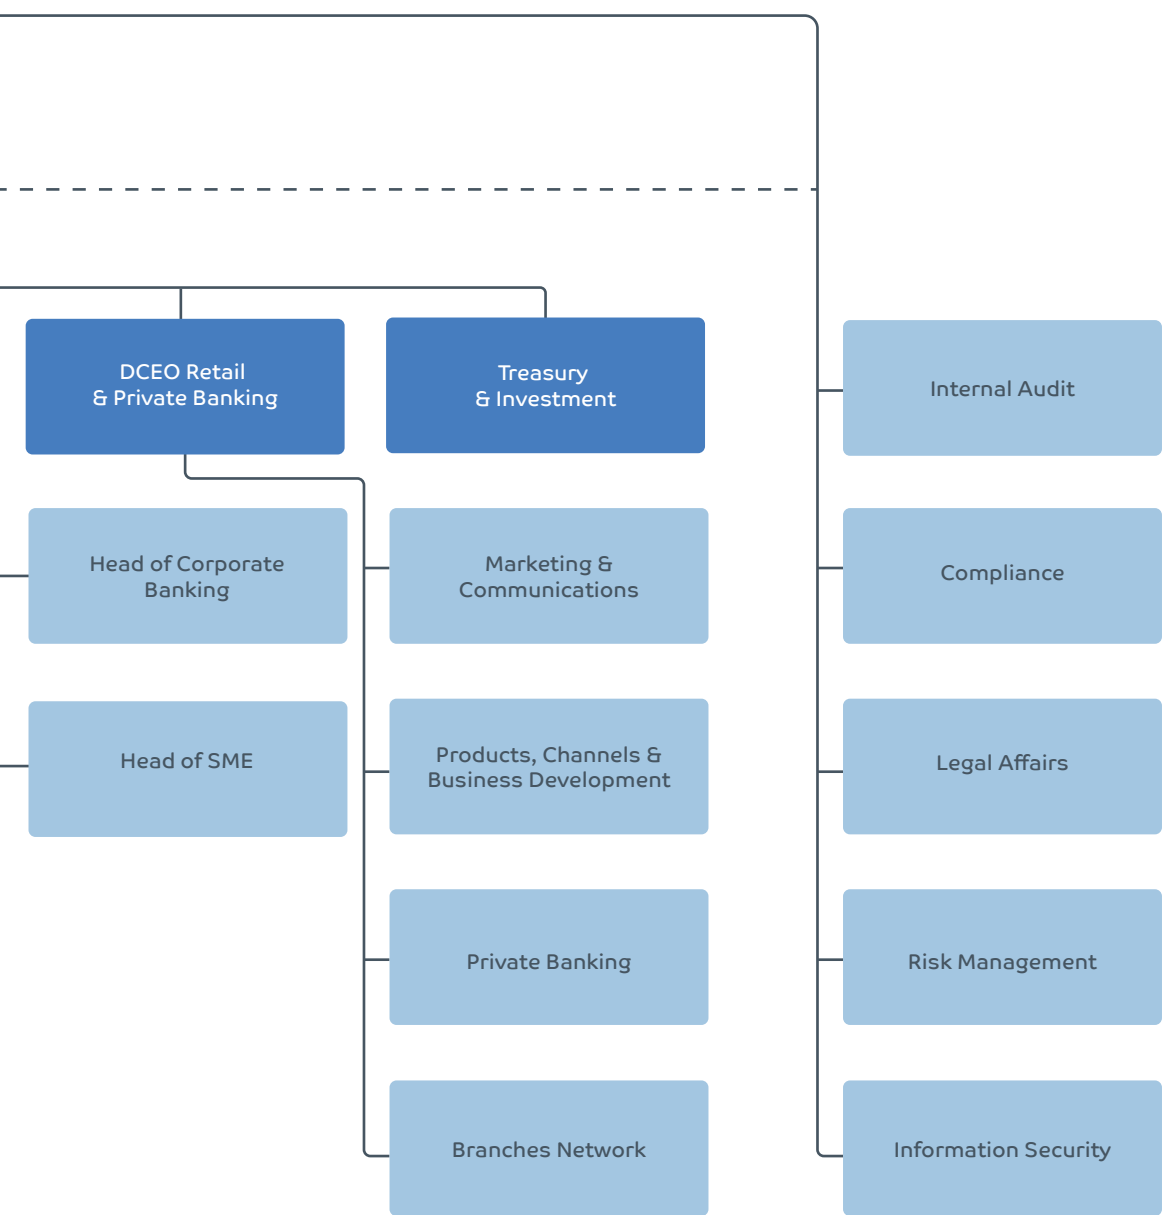 DCEO Retail
& Private Banking
Treasury
& Investment
Internal Audit
Head of Corporate
Banking
Marketing &
Communications
Compliance
Head of SME
Products, Channels &
Business Development
Legal Affairs
Private Banking
Risk Management
Branches Network
Information Security